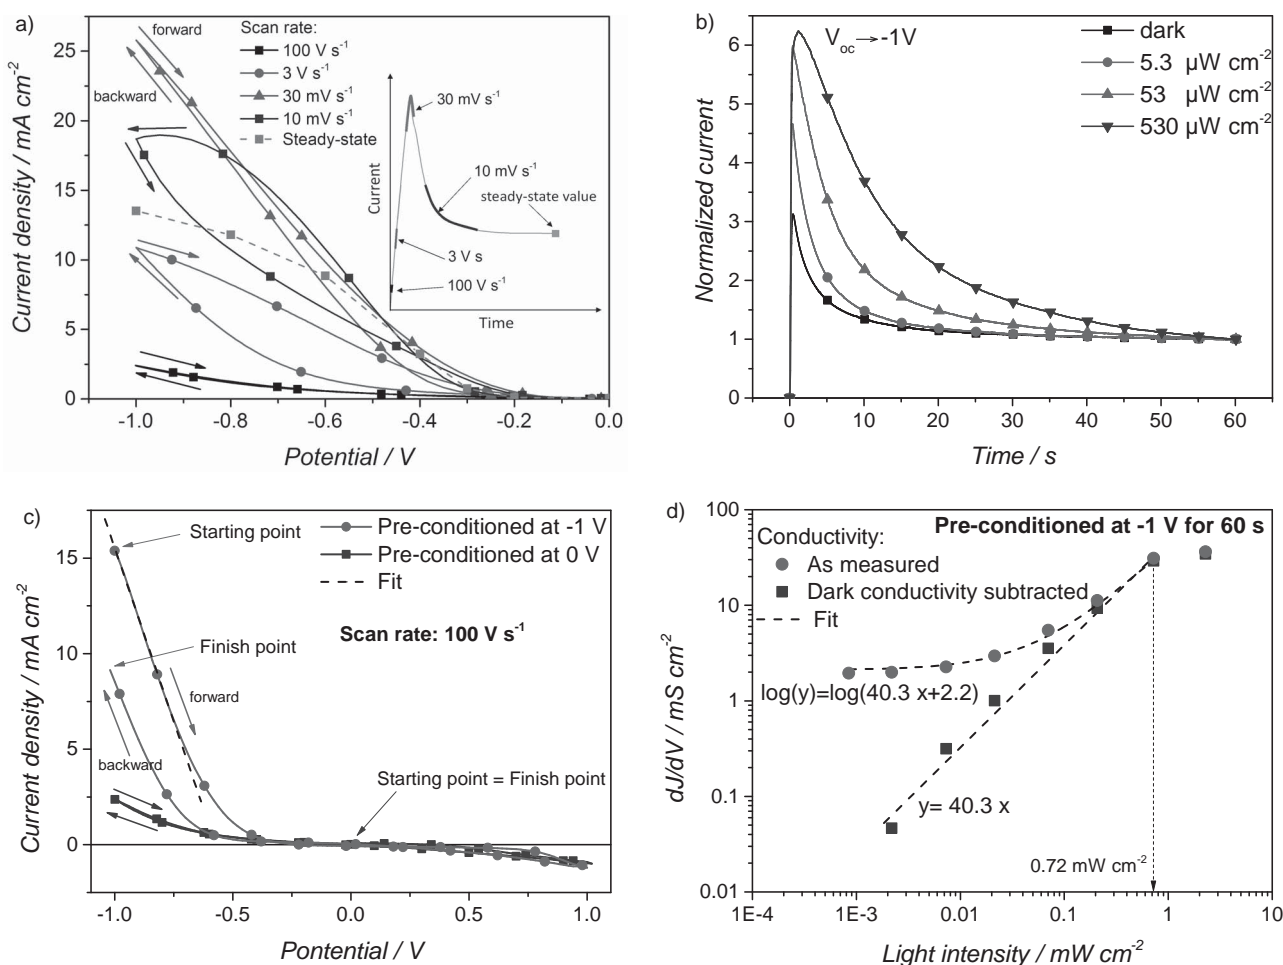 a)
forward
backward
Scan rate:
100 V s⁻¹
3 V s⁻¹
30 mV s⁻¹
10 mV s⁻¹
Steady-state
Current
30 mV s⁻¹
10 mV s⁻¹
steady-state value
3 V s
100 V s⁻¹
Time
Current density / mA cm⁻²
25
20
15
10
5
0
-1.0 -0.8 -0.6 -0.4 -0.2 0.0
Potential / V
b)
V_oc → -1V
dark
5.3 µW cm⁻²
53 µW cm⁻²
530 µW cm⁻²
Normalized current
6
5
4
3
2
1
0
0 10 20 30 40 50 60
Time / s
c)
Starting point
Pre-conditioned at -1 V
Pre-conditioned at 0 V
Fit
Scan rate: 100 V s⁻¹
Finish point
forward
backward
Starting point = Finish point
Current density / mA cm⁻²
15
10
5
0
-1.0 -0.5 0.0 0.5 1.0
Pontential / V
d)
Pre-conditioned at -1 V for 60 s
Conductivity:
As measured
Dark conductivity subtracted
Fit
log(y)=log(40.3 x+2.2)
y= 40.3 x
0.72 mW cm⁻²
dJ/dV / mS cm⁻²
100
10
1
0.1
0.01
1E-4 1E-3 0.01 0.1 1 10
Light intensity / mW cm⁻²